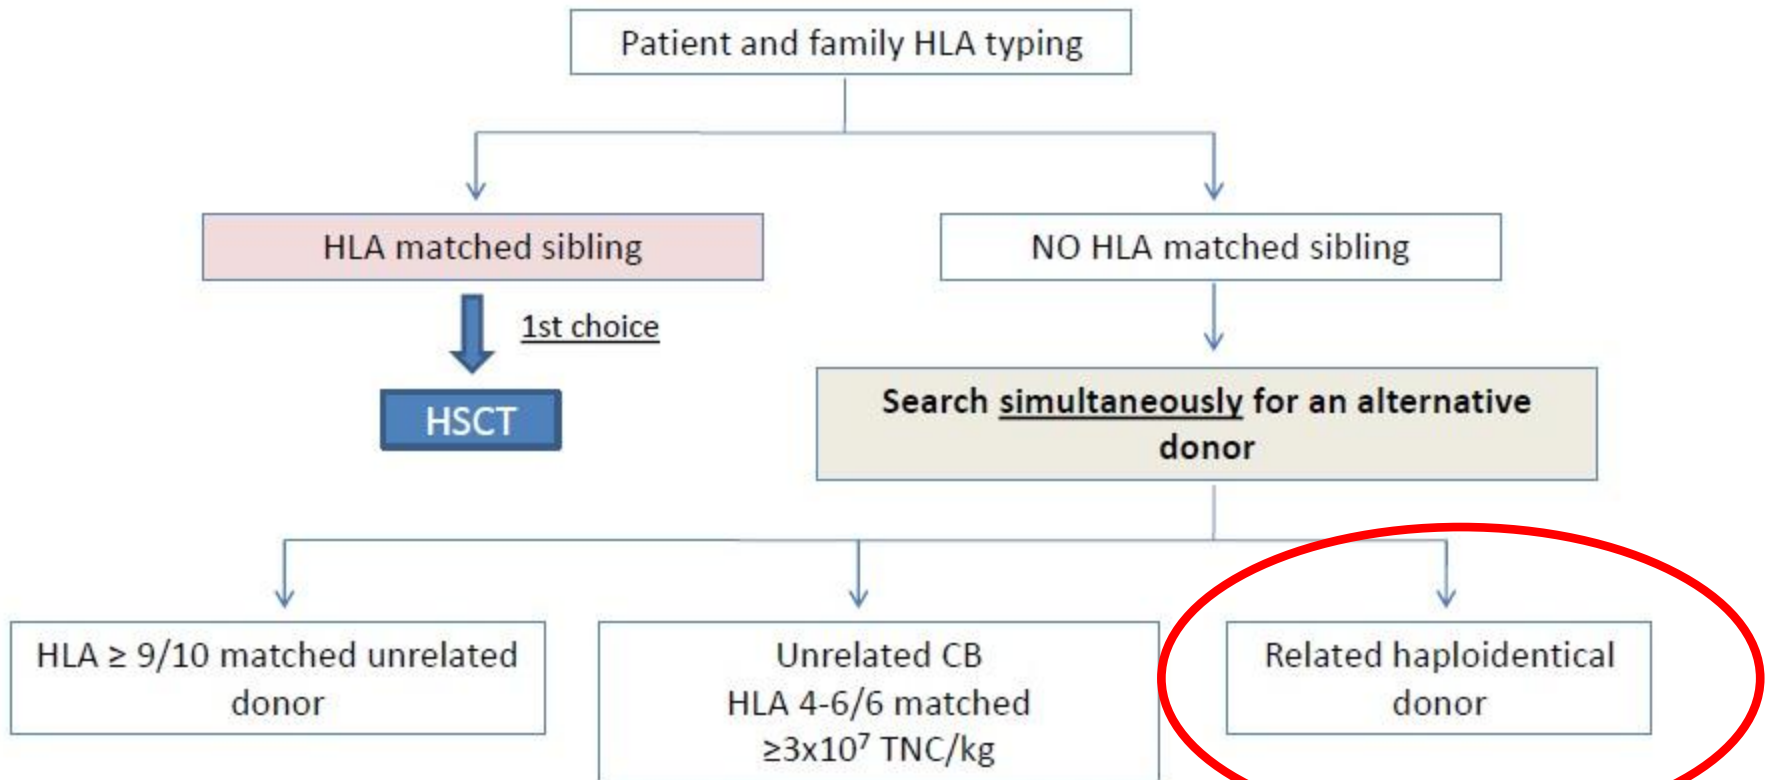 Patient and family HLA typing
HLA matched sibling
NO HLA matched sibling
1st choice
HSCT
Search simultaneously for an alternative
donor
HLA ≥ 9/10 matched unrelated
donor
Unrelated CB
HLA 4-6/6 matched
≥3x10⁷ TNC/kg
Related haploidentical
donor